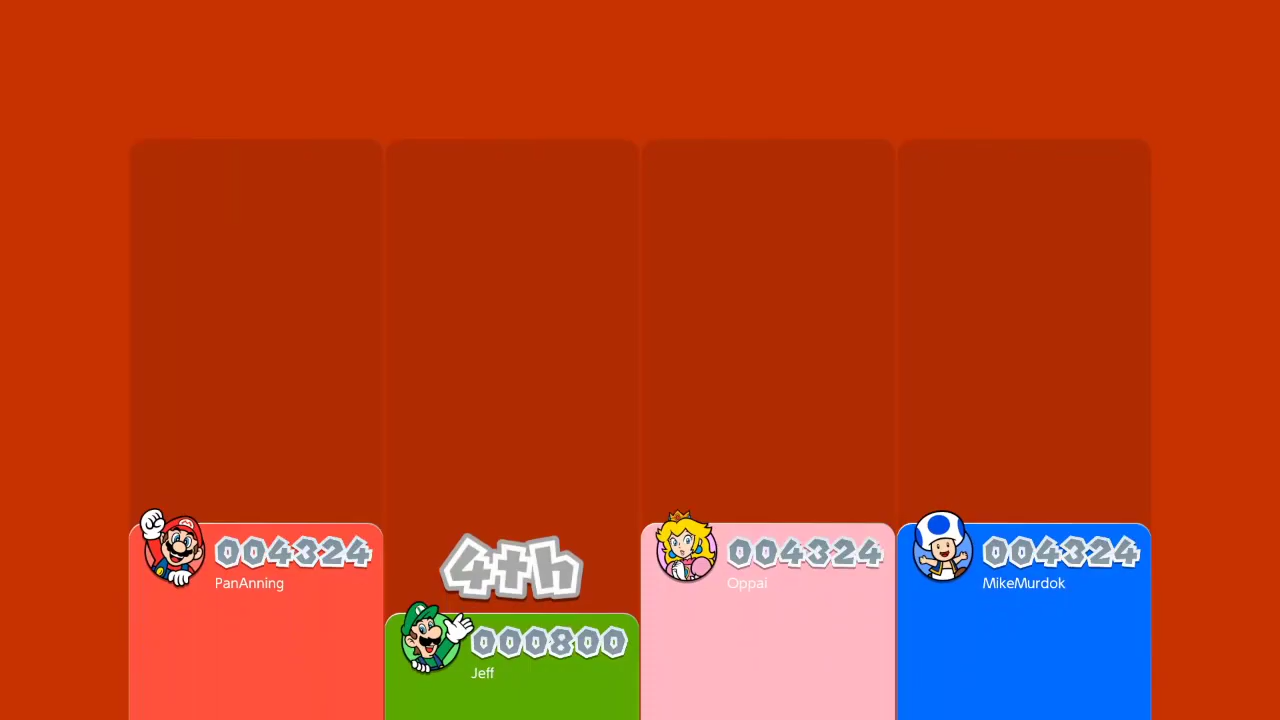 004324
PanAnning
4th
000800
Jeff
004324
Oppai
004324
MikeMurdok